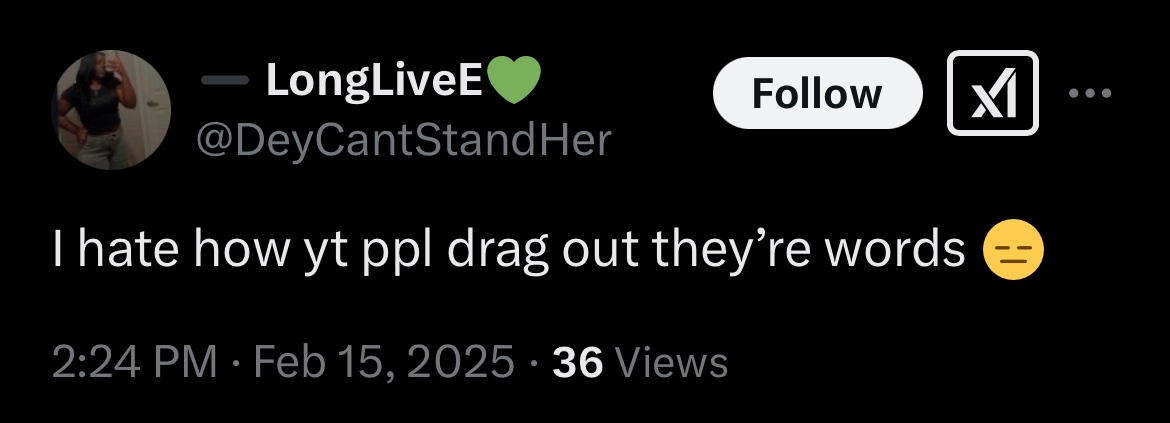 LongLiveE💚
Follow
@DeyCantStandHer
I hate how yt ppl drag out they’re words 😑
2:24 PM · Feb 15, 2025 · 36 Views